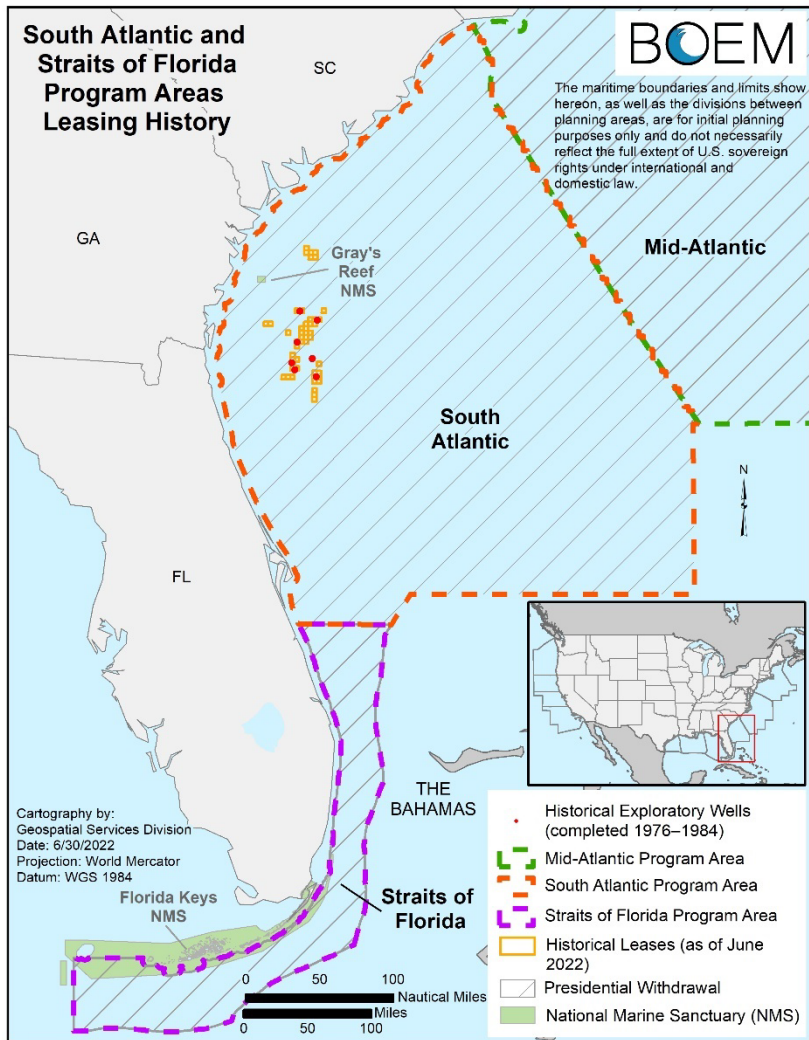 South Atlantic and
Straits of Florida
Program Areas
Leasing History
SC
BOEM
The maritime boundaries and limits show
hereon, as well as the divisions between
planning areas, are for initial planning
purposes only and do not necessarily
reflect the full extent of U.S. sovereign
rights under international and
domestic law.
GA
Gray's
Reef
NMS
Mid-Atlantic
South
Atlantic
N
FL
THE
BAHAMAS
Cartography by:
Geospatial Services Division
Date: 6/30/2022
Projection: World Mercator
Datum: WGS 1984
Florida Keys
NMS
Straits of
Florida
0 50 100
Nautical Miles
Miles
0 50 100
Historical Exploratory Wells
(completed 1976–1984)
Mid-Atlantic Program Area
South Atlantic Program Area
Straits of Florida Program Area
Historical Leases (as of June
2022)
Presidential Withdrawal
National Marine Sanctuary (NMS)